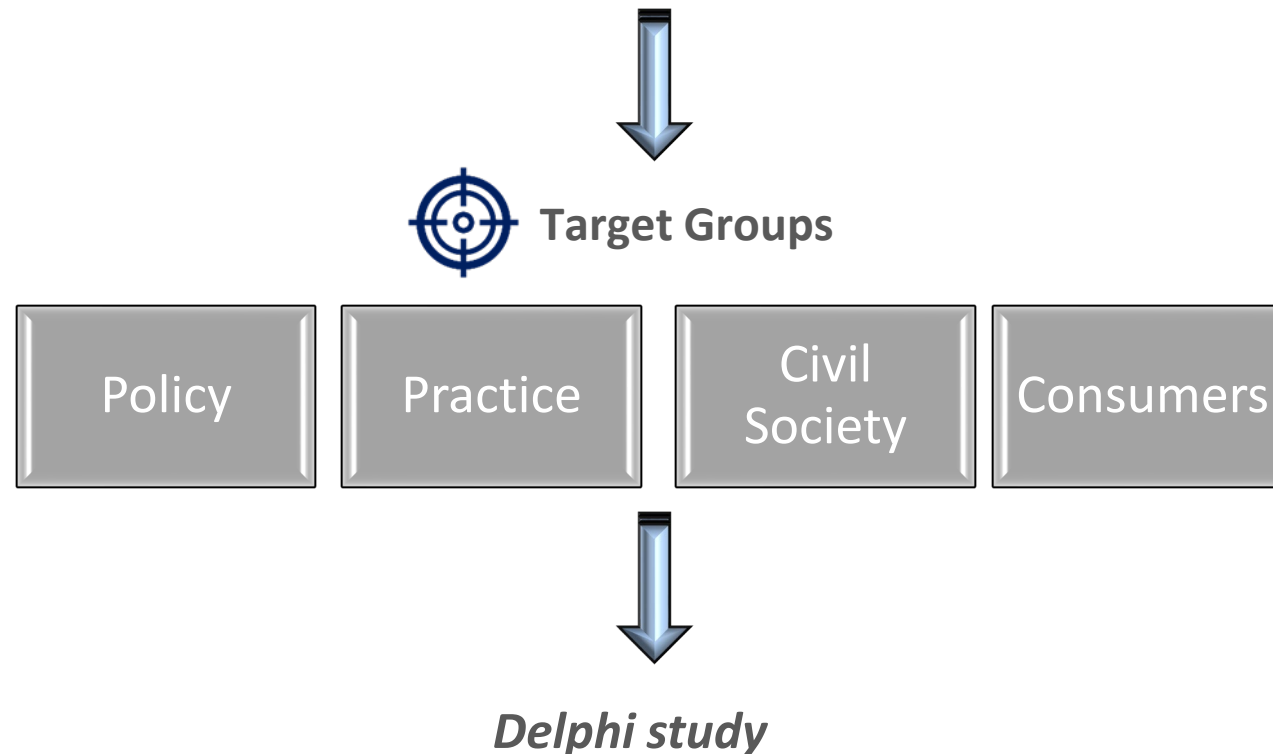 Target Groups
Policy
Practice
Civil
Society
Consumers
Delphi study